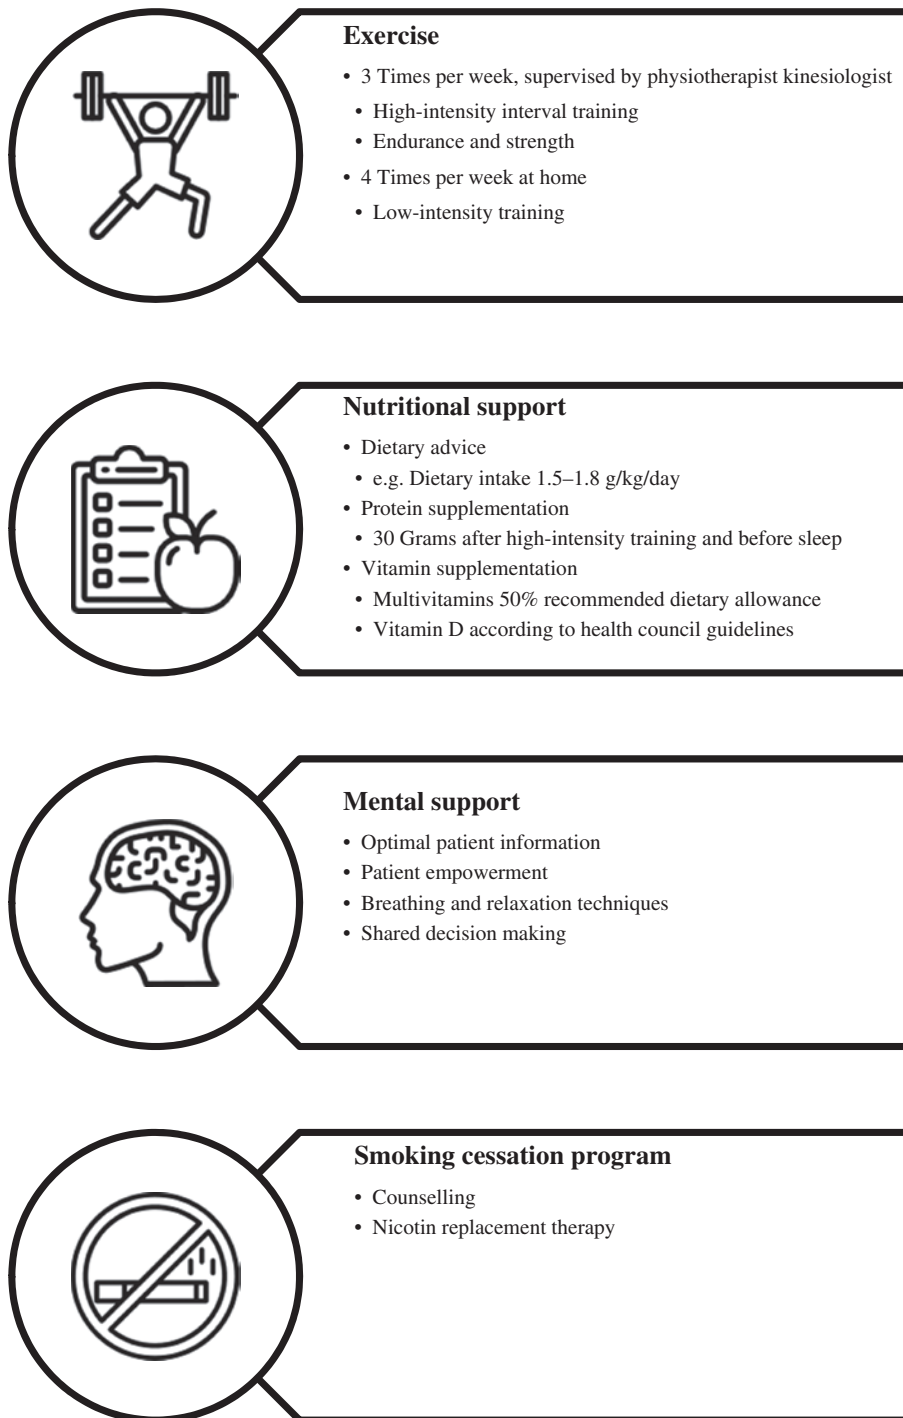 Exercise
• 3 Times per week, supervised by physiotherapist kinesiologist
• High-intensity interval training
• Endurance and strength
• 4 Times per week at home
• Low-intensity training
Nutritional support
• Dietary advice
• e.g. Dietary intake 1.5–1.8 g/kg/day
• Protein supplementation
• 30 Grams after high-intensity training and before sleep
• Vitamin supplementation
• Multivitamins 50% recommended dietary allowance
• Vitamin D according to health council guidelines
Mental support
• Optimal patient information
• Patient empowerment
• Breathing and relaxation techniques
• Shared decision making
Smoking cessation program
• Counselling
• Nicotin replacement therapy